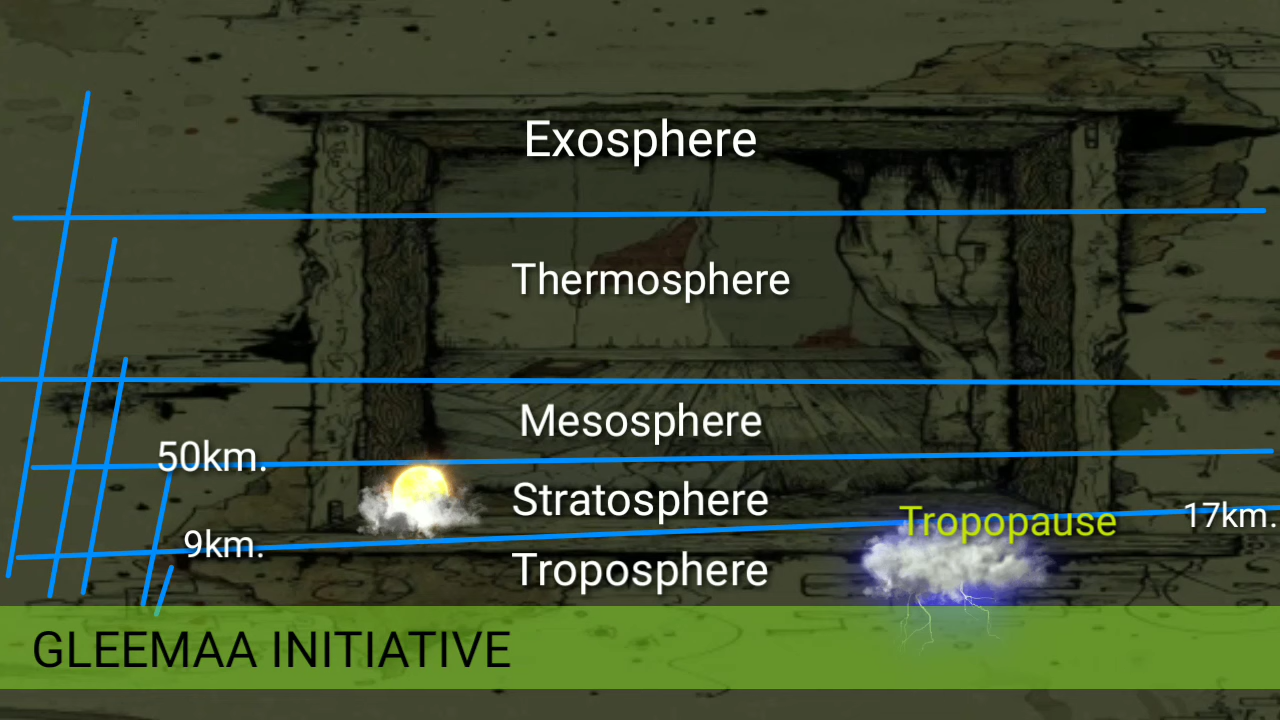 Exosphere
Thermosphere
Mesosphere
50km.
Stratosphere
Tropopause
17km.
9km.
Troposphere
GLEEMAA INITIATIVE